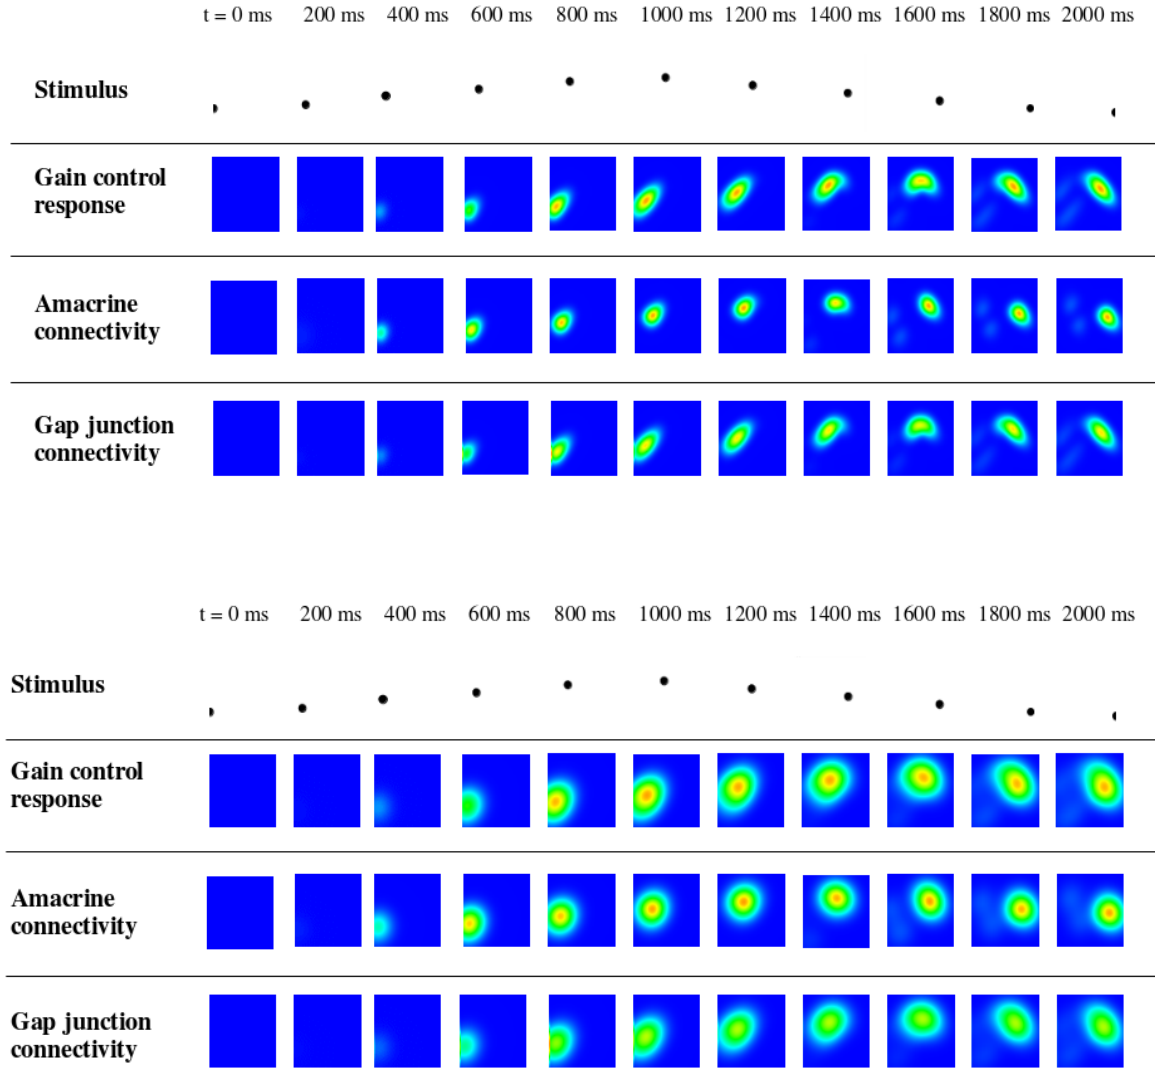 t = 0 ms 200 ms 400 ms 600 ms 800 ms 1000 ms 1200 ms 1400 ms 1600 ms 1800 ms 2000 ms
Stimulus
Gain control
response
Amacrine
connectivity
Gap junction
connectivity
t = 0 ms 200 ms 400 ms 600 ms 800 ms 1000 ms 1200 ms 1400 ms 1600 ms 1800 ms 2000 ms
Stimulus
Gain control
response
Amacrine
connectivity
Gap junction
connectivity